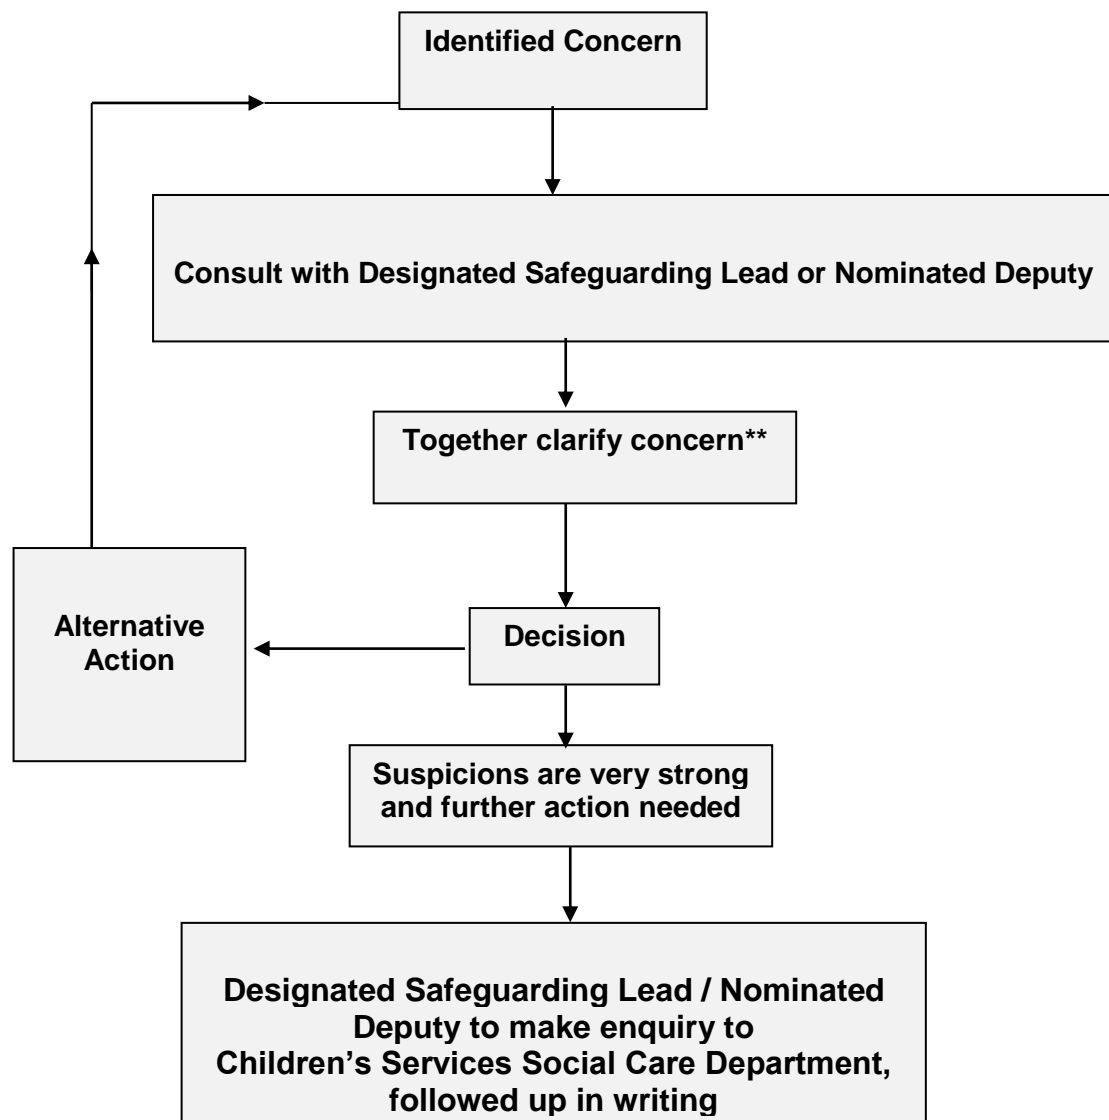 Identified Concern
Consult with Designated Safeguarding Lead or Nominated Deputy
Together clarify concern**
Alternative
Action
Decision
Suspicions are very strong
and further action needed
Designated Safeguarding Lead / Nominated
Deputy to make enquiry to
Children’s Services Social Care Department,
followed up in writing